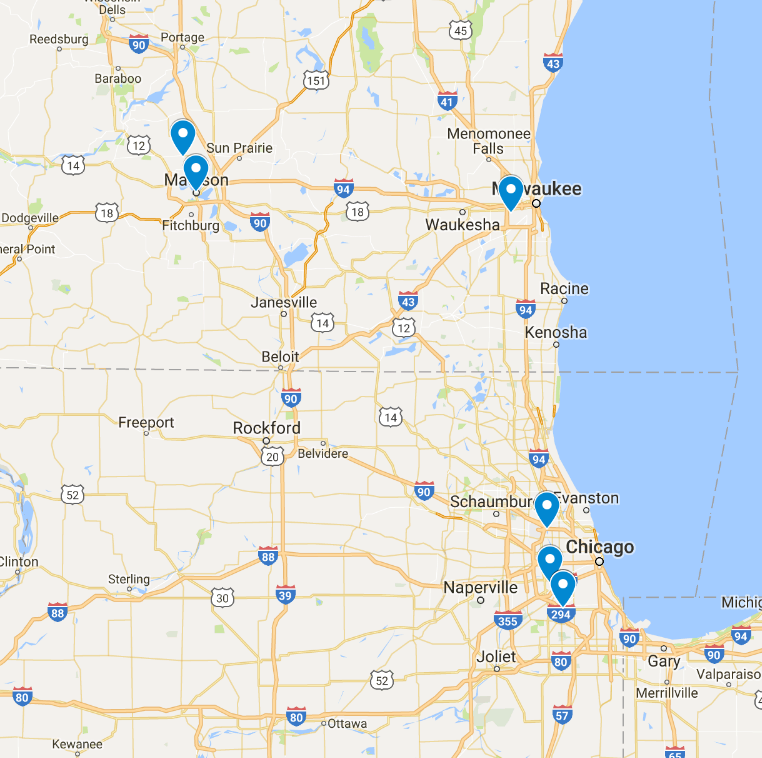 Wisconsin
Dells
45
Reedsburg
90
Portage
43
Baraboo
151
41
Menomonee
Falls
12
Sun Prairie
14
Madison
94
Milwaukee
18
18
Dodgeville
Fitchburg
90
Waukesha
neral Point
Racine
Janesville
43
94
14
12
Kenosha
Beloit
90
14
Freeport
Rockford
Belvidere
20
94
52
90
Schaumburg
Evanston
Chicago
Clinton
88
Sterling
Naperville
39
30
88
294
355
Michig
90
94
90
Joliet
80
Gary
Valparaiso
52
Merrillville
80
80
57
Ottawa
Kewanee
65